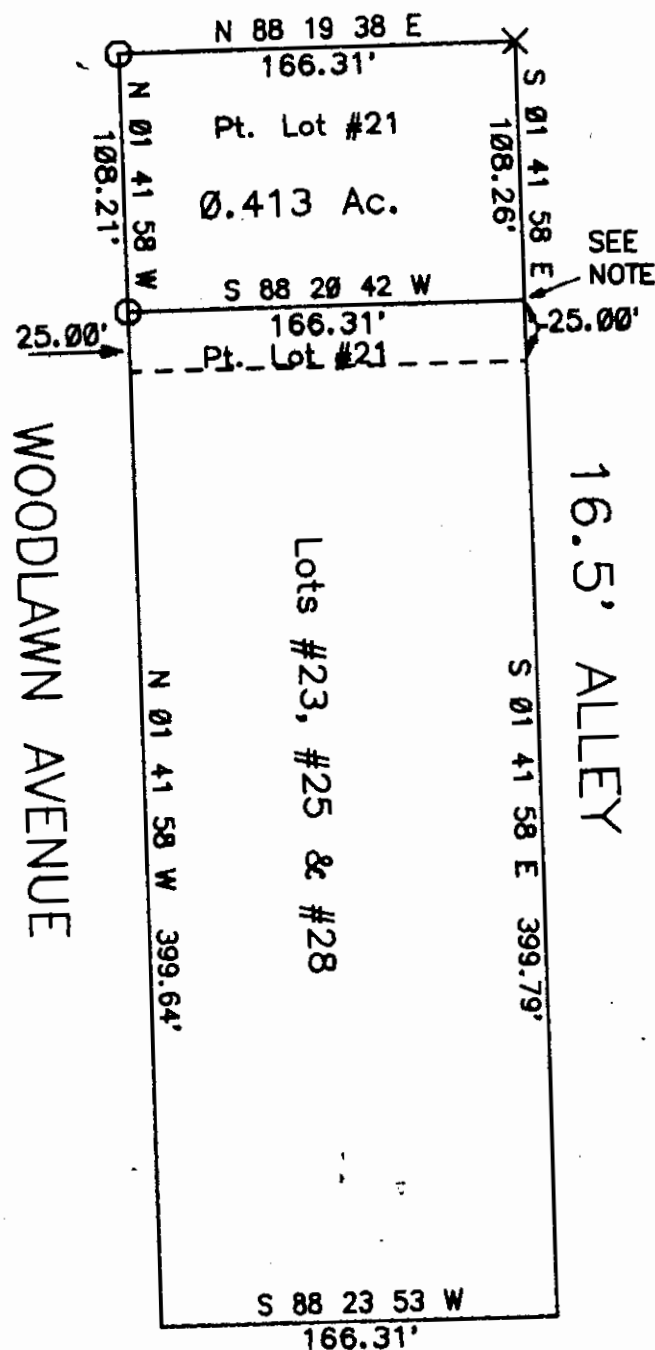 N 88 19 38 E
166.31'
N 01 41 58 W
108.21'
Pt. Lot #21
0.413 Ac.
S 01 41 58 E
108.26'
SEE
NOTE
S 88 20 42 W
166.31'
25.00'
25.00'
Pt. Lot #21
WOODLAWN AVENUE
16.5' ALLEY
Lots #23, #25 & #28
N 01 41 58 W 399.64'
S 01 41 58 E 399.79'
S 88 23 53 W
166.31'